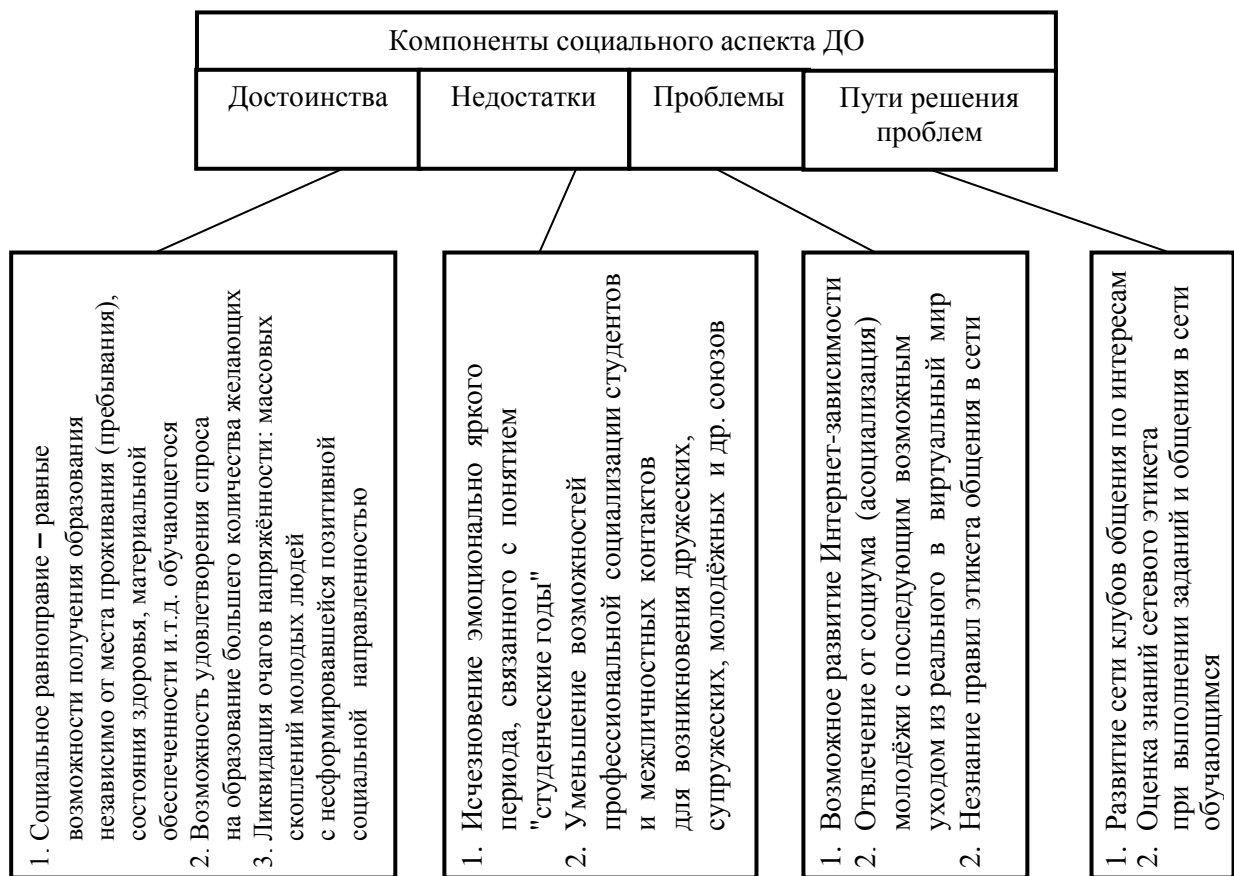 Компоненты социального аспекта ДО
Достоинства
Недостатки
Проблемы
Пути решения
проблем
1. Социальное равноправие – равные
возможности получения образования
независимо от места проживания (пребывания),
состояния здоровья, материальной
обеспеченности и.т.д. обучающегося
2. Возможность удовлетворения спроса
на образование большего количества желающих
3. Ликвидация очагов напряжённости: массовых
скоплений молодых людей
с несформировавшейся позитивной
социальной направленностью
1. Исчезновение эмоционально яркого
периода, связанного с понятием
"студенческие годы"
2. Уменьшение возможностей
профессиональной социализации студентов
и межличностных контактов
для возникновения дружеских,
супружеских, молодёжных и др. союзов
1. Возможное развитие Интернет-зависимости
2. Отвлечение от социума (асоциализация)
молодёжи с последующим возможным
уходом из реального в виртуальный мир
2. Незнание правил этикета общения в сети
1. Развитие сети клубов общения по интересам
2. Оценка знаний сетевого этикета
при выполнении заданий и общения в сети
обучающимся